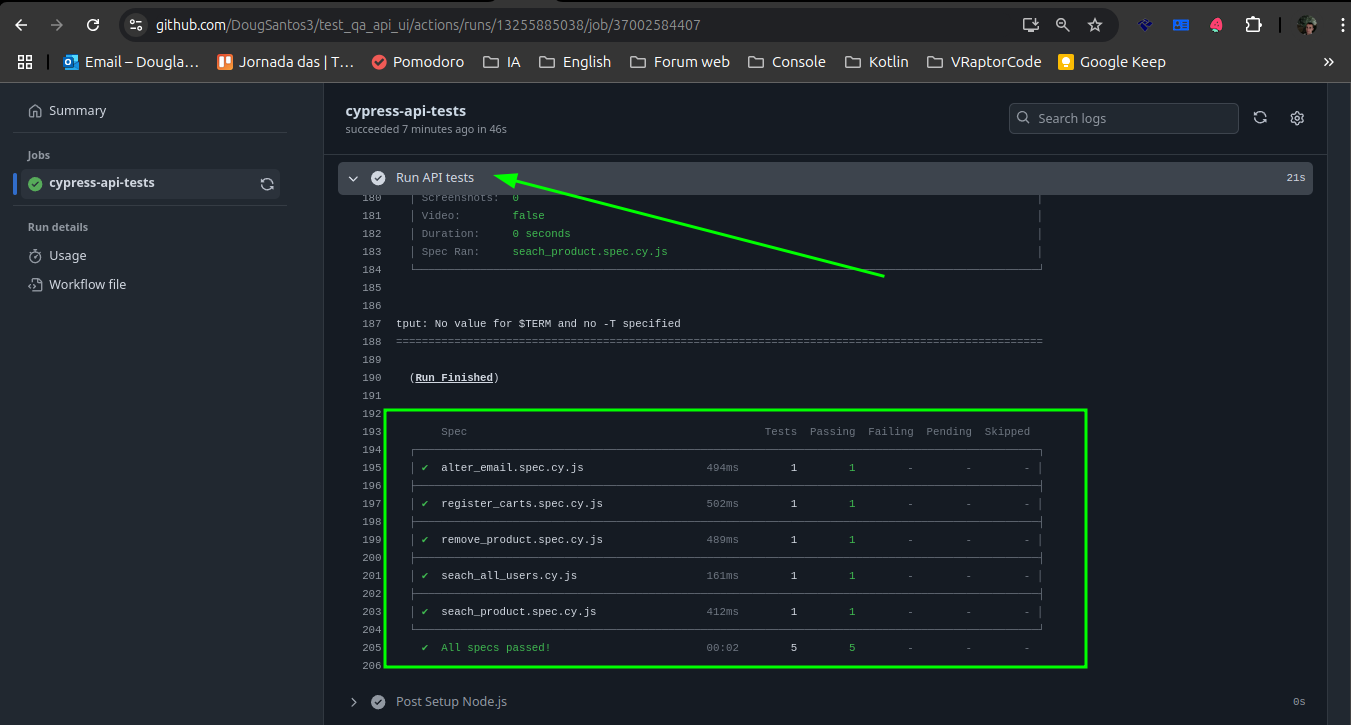 github.com/DougSantos3/test_qa_api_ui/actions/runs/13255885038/job/37002584407
Email – Dougla… Jornada das | T… Pomodoro IA English Forum web Console Kotlin VRaptorCode Google Keep »
Summary
Jobs
cypress-api-tests
Run details
Usage
Workflow file
cypress-api-tests
succeeded 7 minutes ago in 46s
Search logs
Run API tests 21s
180 | Screenshots: 0 |
181 | Video: false |
182 | Duration: 0 seconds |
183 | Spec Ran: seach_product.spec.cy.js |
184
185
186
187 tput: No value for $TERM and no -T specified
188 ====================================================================================================
189
190 (Run Finished)
191
192
193 Spec Tests Passing Failing Pending Skipped
194
195 | ✔ alter_email.spec.cy.js 494ms 1 1 - - - |
196
197 | ✔ register_carts.spec.cy.js 502ms 1 1 - - - |
198
199 | ✔ remove_product.spec.cy.js 489ms 1 1 - - - |
200
201 | ✔ seach_all_users.cy.js 161ms 1 1 - - - |
202
203 | ✔ seach_product.spec.cy.js 412ms 1 1 - - - |
204
205 ✔ All specs passed! 00:02 5 5 - - -
206
Post Setup Node.js 0s